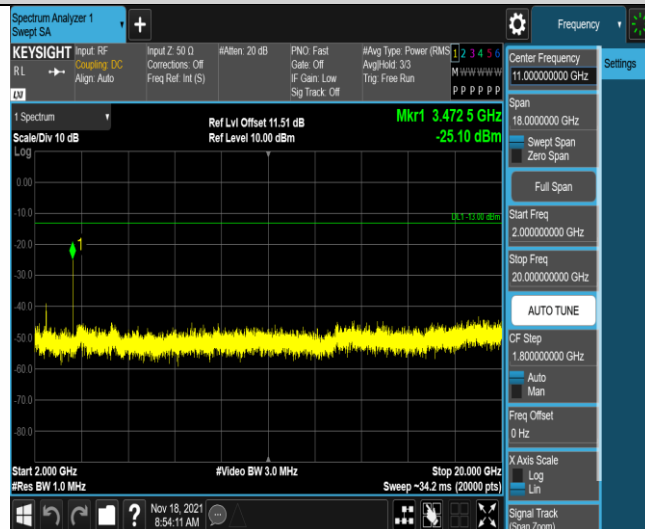 Spectrum Analyzer 1
Swept SA
+
Frequency
KEYSIGHT
RL
LXI
Input: RF
Coupling: DC
Align: Auto
Input Z: 50 Ω
Corrections: Off
Freq Ref: Int (S)
#Atten: 20 dB
PNO: Fast
Gate: Off
IF Gain: Low
Sig Track: Off
#Avg Type: Power (RMS
Avg|Hold: 3/3
Trig: Free Run
1 2 3 4 5 6
M W W W W W
P P P P P P
1 Spectrum
Scale/Div 10 dB
Log
Ref Lvl Offset 11.51 dB
Ref Level 10.00 dBm
Mkr1 3.472 5 GHz
-25.10 dBm
0.00
-10.0
DL1 -13.00 dBm
-20.0
1
-30.0
-40.0
-50.0
-60.0
-70.0
-80.0
Start 2.000 GHz
#Video BW 3.0 MHz
Stop 20.000 GHz
#Res BW 1.0 MHz
Sweep ~34.2 ms (20000 pts)
Center Frequency
11.000000000 GHz
Settings
Span
18.0000000 GHz
Swept Span
Zero Span
Full Span
Start Freq
2.000000000 GHz
Stop Freq
20.000000000 GHz
AUTO TUNE
CF Step
1.800000000 GHz
Auto
Man
Freq Offset
0 Hz
X Axis Scale
Log
Lin
Signal Track
(Span Zoom)
?
Nov 18, 2021
8:54:11 AM